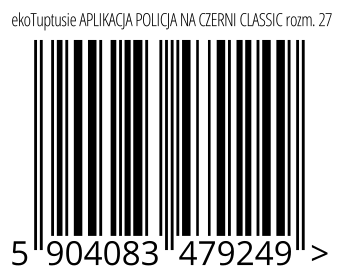 ekoTuptusie APLIKACJA POLICJA NA CZERNI CLASSIC rozm. 27
5 904083 479249 >